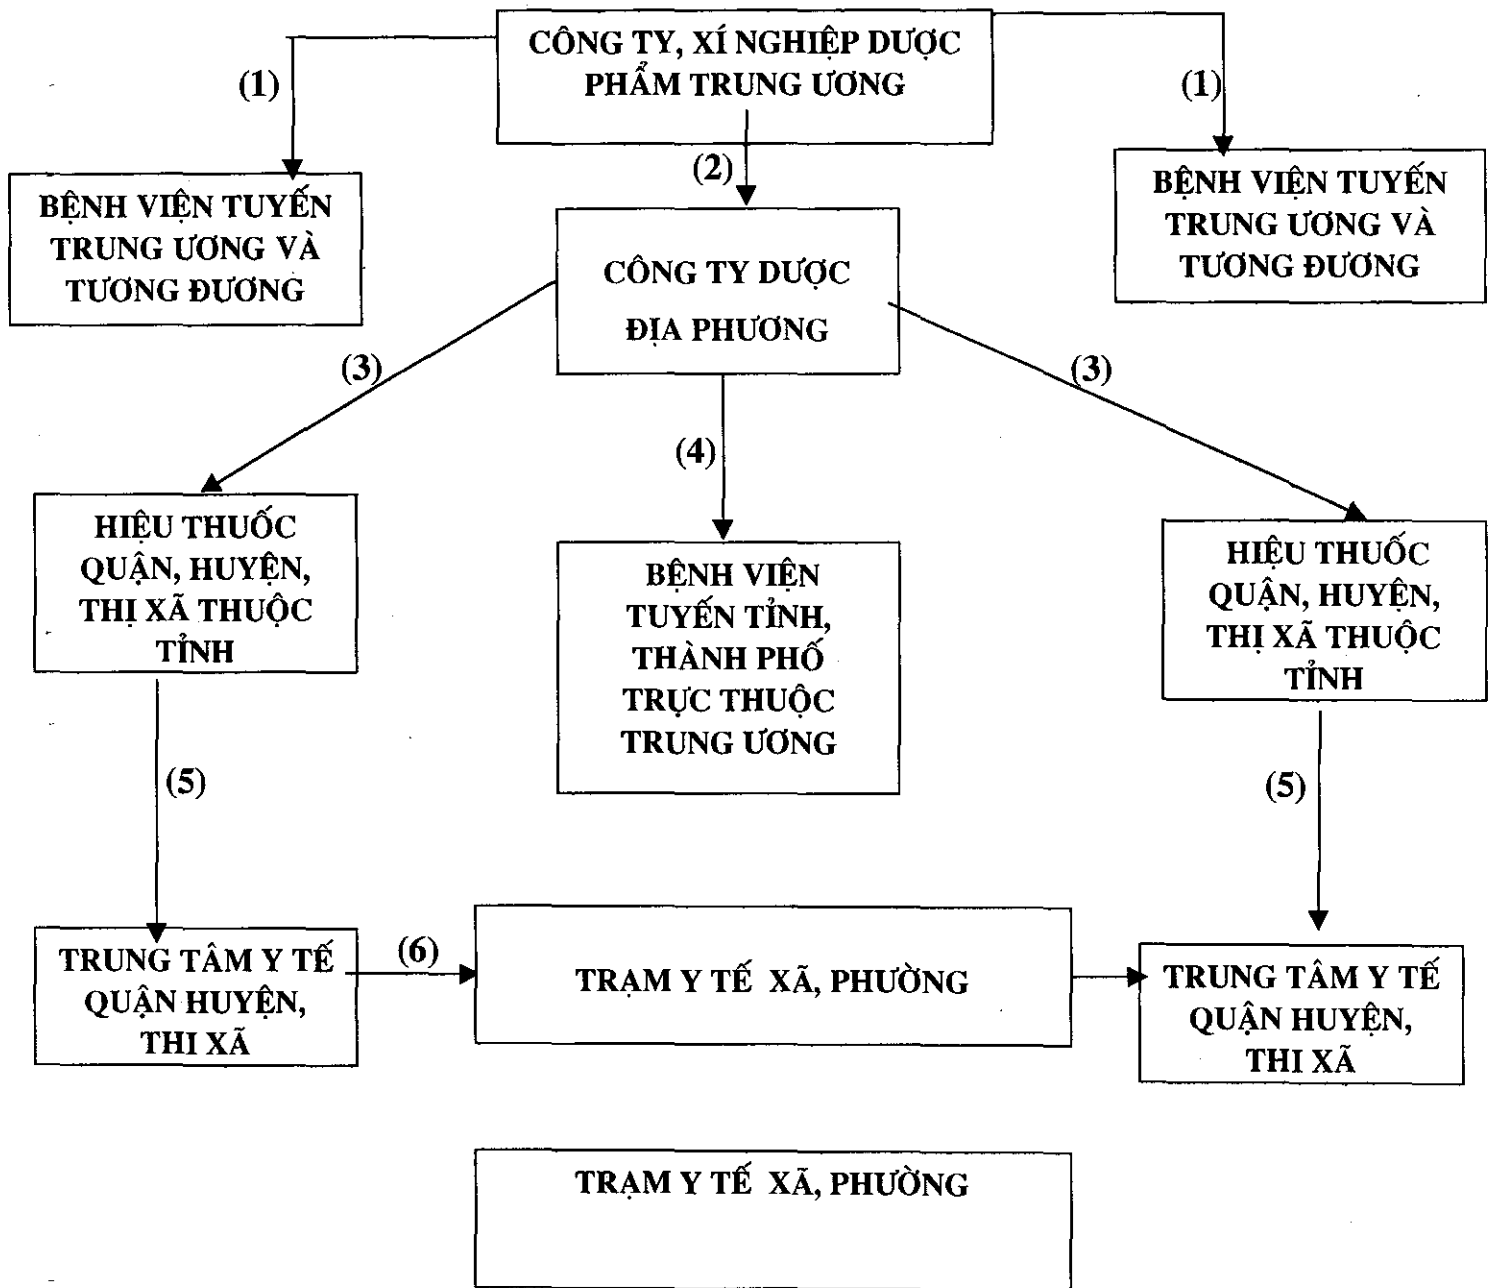 CÔNG TY, XÍ NGHIỆP DƯỢC
PHẨM TRUNG ƯƠNG
(1)
(1)
(2)
BỆNH VIỆN TUYẾN
TRUNG ƯƠNG VÀ
TƯƠNG ĐƯƠNG
BỆNH VIỆN TUYẾN
TRUNG ƯƠNG VÀ
TƯƠNG ĐƯƠNG
CÔNG TY DƯỢC
ĐỊA PHƯƠNG
(3)
(3)
(4)
HIỆU THUỐC
QUẬN, HUYỆN,
THỊ XÃ THUỘC
TỈNH
BỆNH VIỆN
TUYẾN TỈNH,
THÀNH PHỐ
TRỰC THUỘC
TRUNG ƯƠNG
HIỆU THUỐC
QUẬN, HUYỆN,
THỊ XÃ THUỘC
TỈNH
(5)
(5)
TRUNG TÂM Y TẾ
QUẬN HUYỆN,
THI XÃ
(6)
TRẠM Y TẾ XÃ, PHƯỜNG
TRUNG TÂM Y TẾ
QUẬN HUYỆN,
THI XÃ
TRẠM Y TẾ XÃ, PHƯỜNG